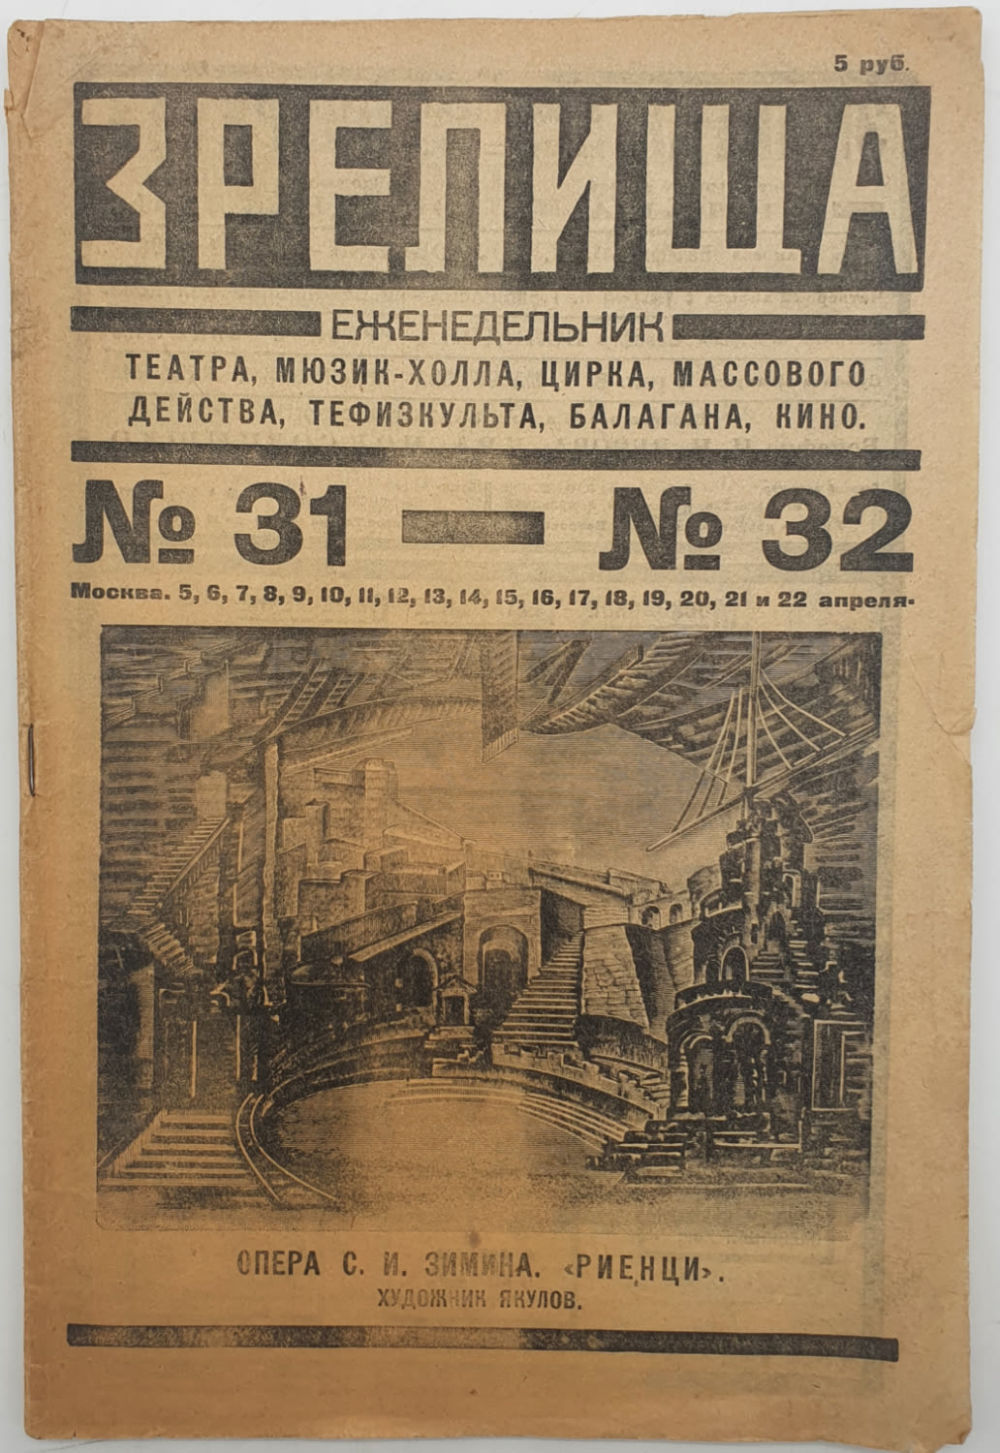 5 руб.
ЗРЕЛИЩА
ЕЖЕНЕДЕЛЬНИК
ТЕАТРА, МЮЗИК-ХОЛЛА, ЦИРКА, МАССОВОГО
ДЕЙСТВА, ТЕФИЗКУЛЬТА, БАЛАГАНА, КИНО.
№ 31 — № 32
Москва. 5, 6, 7, 8, 9, 10, 11, 12, 13, 14, 15, 16, 17, 18, 19, 20, 21 и 22 апреля.
ОПЕРА С. И. ЗИМИНА. «РИЕНЦИ».
ХУДОЖНИК ЯКУЛОВ.